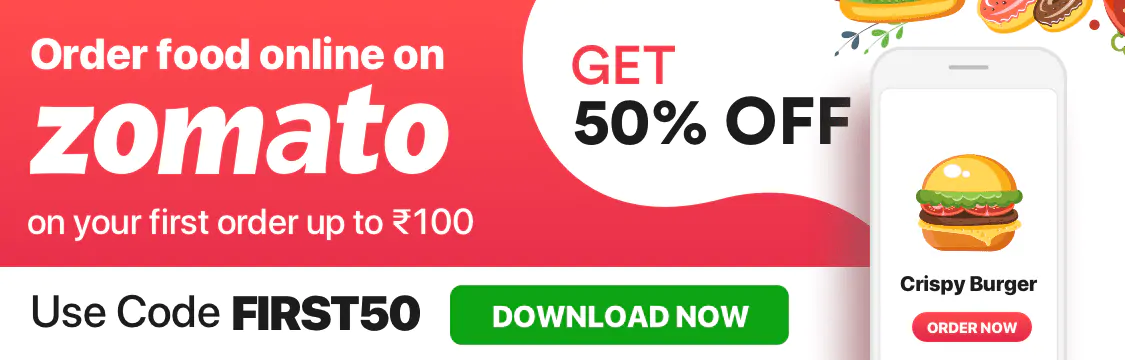 Order food online on
zomato
on your first order up to ₹100
GET
50% OFF
Use Code FIRST50
DOWNLOAD NOW
Crispy Burger
ORDER NOW